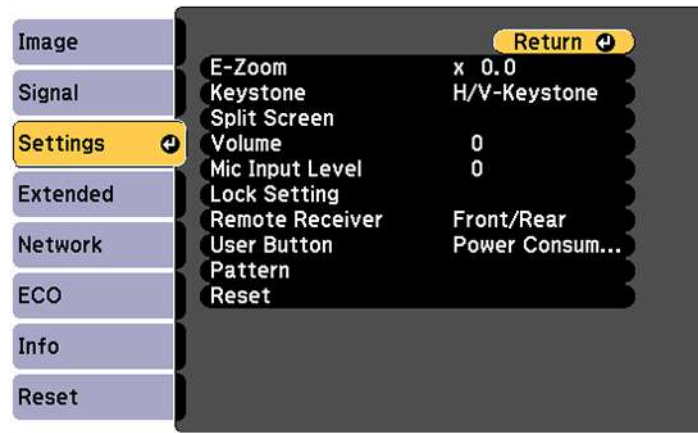 Image
Signal
Settings
Extended
Network
ECO
Info
Reset
Return
E-Zoom x 0.0
Keystone H/V-Keystone
Split Screen
Volume 0
Mic Input Level 0
Lock Setting
Remote Receiver Front/Rear
User Button Power Consum...
Pattern
Reset